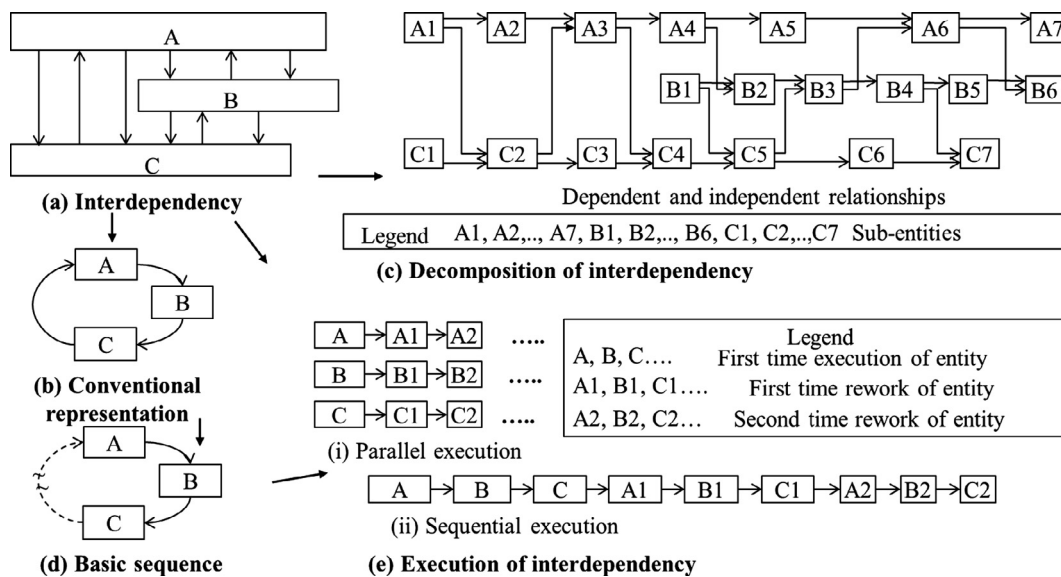 A
B
C
(a) Interdependency
A1 A2 A3 A4 A5 A6 A7
B1 B2 B3 B4 B5 B6
C1 C2 C3 C4 C5 C6 C7
Dependent and independent relationships
Legend A1, A2,.., A7, B1, B2,.., B6, C1, C2,..,C7 Sub-entities
(c) Decomposition of interdependency
A
B
C
(b) Conventional
representation
A
B
C
(d) Basic sequence
A A1 A2 .....
B B1 B2 .....
C C1 C2 .....
(i) Parallel execution
Legend
A, B, C.... First time execution of entity
A1, B1, C1.... First time rework of entity
A2, B2, C2... Second time rework of entity
A B C A1 B1 C1 A2 B2 C2
(ii) Sequential execution
(e) Execution of interdependency